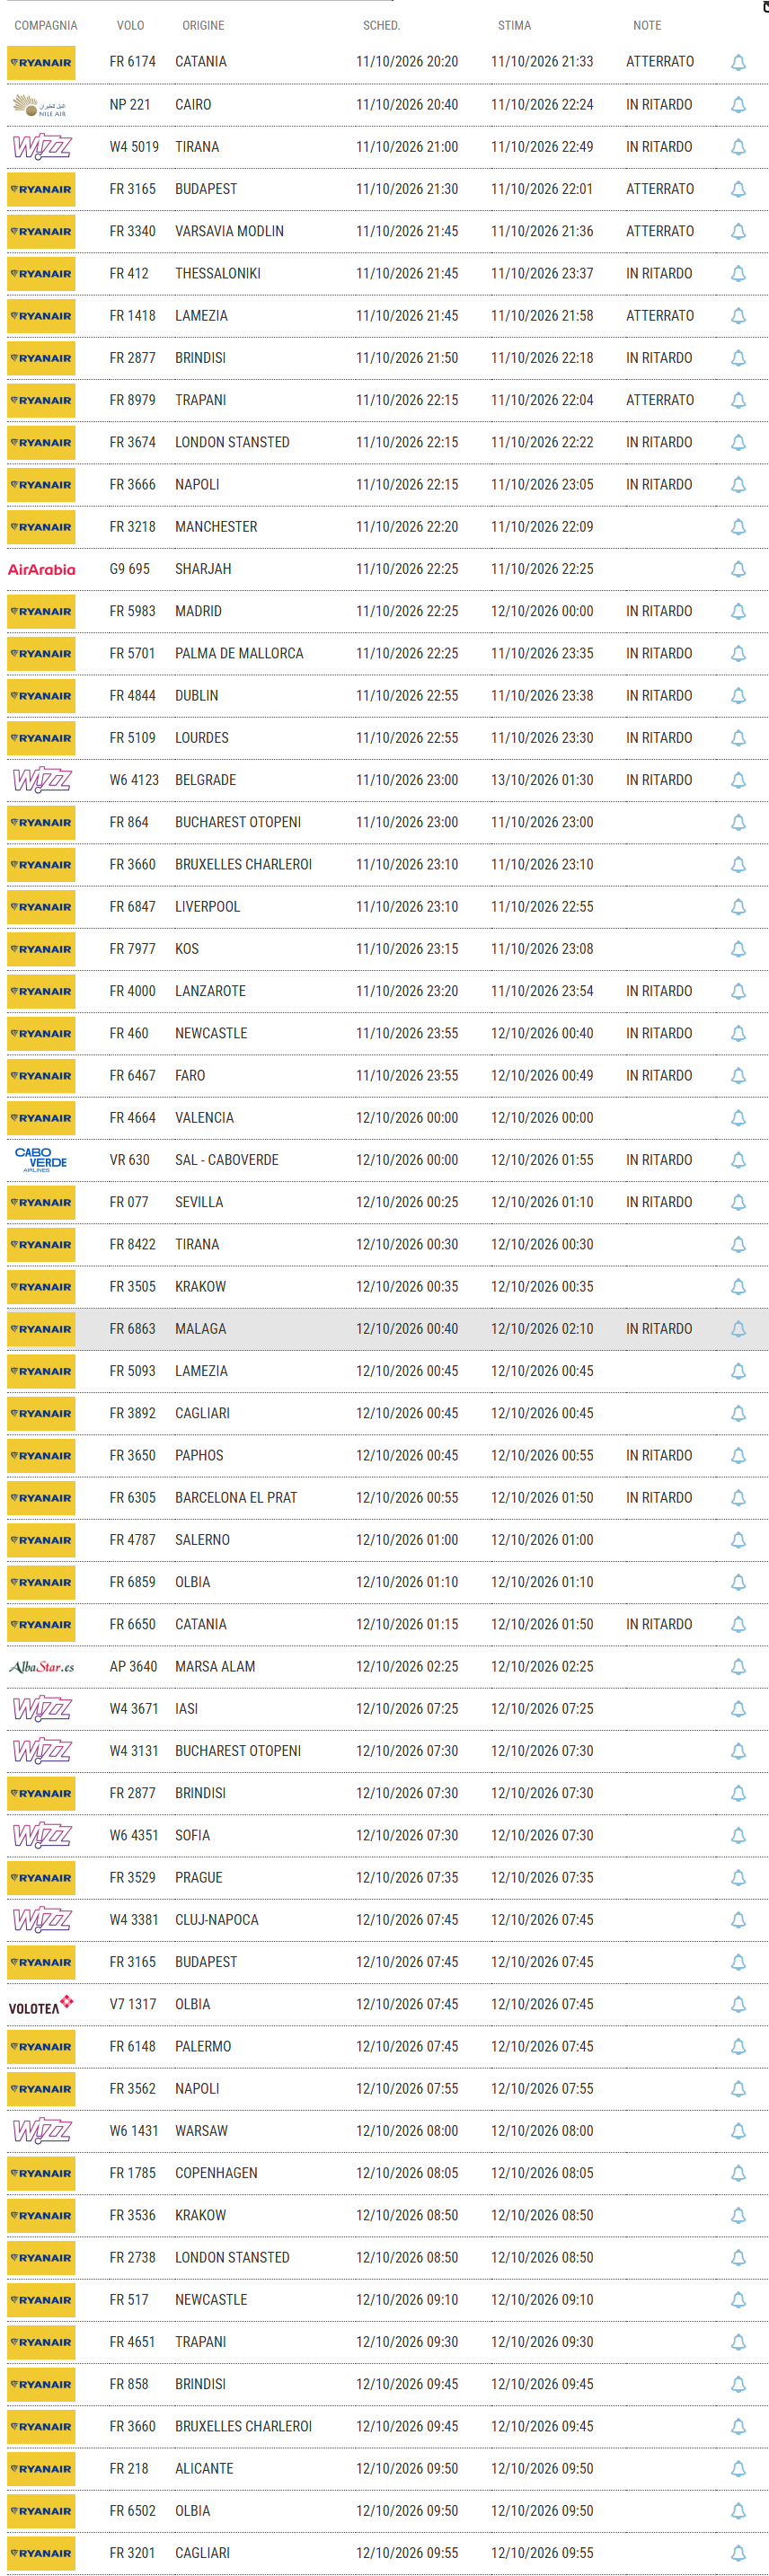 COMPAGNIA VOLO ORIGINE SCHED. STIMA NOTE
RYANAIR FR 6174 CATANIA 11/10/2026 20:20 11/10/2026 21:33 ATTERRATO
النيل للطيران NILE AIR NP 221 CAIRO 11/10/2026 20:40 11/10/2026 22:24 IN RITARDO
WIZZ W4 5019 TIRANA 11/10/2026 21:00 11/10/2026 22:49 IN RITARDO
RYANAIR FR 3165 BUDAPEST 11/10/2026 21:30 11/10/2026 22:01 ATTERRATO
RYANAIR FR 3340 VARSAVIA MODLIN 11/10/2026 21:45 11/10/2026 21:36 ATTERRATO
RYANAIR FR 412 THESSALONIKI 11/10/2026 21:45 11/10/2026 23:37 IN RITARDO
RYANAIR FR 1418 LAMEZIA 11/10/2026 21:45 11/10/2026 21:58 ATTERRATO
RYANAIR FR 2877 BRINDISI 11/10/2026 21:50 11/10/2026 22:18 IN RITARDO
RYANAIR FR 8979 TRAPANI 11/10/2026 22:15 11/10/2026 22:04 ATTERRATO
RYANAIR FR 3674 LONDON STANSTED 11/10/2026 22:15 11/10/2026 22:22 IN RITARDO
RYANAIR FR 3666 NAPOLI 11/10/2026 22:15 11/10/2026 23:05 IN RITARDO
RYANAIR FR 3218 MANCHESTER 11/10/2026 22:20 11/10/2026 22:09
AirArabia G9 695 SHARJAH 11/10/2026 22:25 11/10/2026 22:25
RYANAIR FR 5983 MADRID 11/10/2026 22:25 12/10/2026 00:00 IN RITARDO
RYANAIR FR 5701 PALMA DE MALLORCA 11/10/2026 22:25 11/10/2026 23:35 IN RITARDO
RYANAIR FR 4844 DUBLIN 11/10/2026 22:55 11/10/2026 23:38 IN RITARDO
RYANAIR FR 5109 LOURDES 11/10/2026 22:55 11/10/2026 23:30 IN RITARDO
WIZZ W6 4123 BELGRADE 11/10/2026 23:00 13/10/2026 01:30 IN RITARDO
RYANAIR FR 864 BUCHAREST OTOPENI 11/10/2026 23:00 11/10/2026 23:00
RYANAIR FR 3660 BRUXELLES CHARLEROI 11/10/2026 23:10 11/10/2026 23:10
RYANAIR FR 6847 LIVERPOOL 11/10/2026 23:10 11/10/2026 22:55
RYANAIR FR 7977 KOS 11/10/2026 23:15 11/10/2026 23:08
RYANAIR FR 4000 LANZAROTE 11/10/2026 23:20 11/10/2026 23:54 IN RITARDO
RYANAIR FR 460 NEWCASTLE 11/10/2026 23:55 12/10/2026 00:40 IN RITARDO
RYANAIR FR 6467 FARO 11/10/2026 23:55 12/10/2026 00:49 IN RITARDO
RYANAIR FR 4664 VALENCIA 12/10/2026 00:00 12/10/2026 00:00
CABO VERDE AIRLINES VR 630 SAL - CABOVERDE 12/10/2026 00:00 12/10/2026 01:55 IN RITARDO
RYANAIR FR 077 SEVILLA 12/10/2026 00:25 12/10/2026 01:10 IN RITARDO
RYANAIR FR 8422 TIRANA 12/10/2026 00:30 12/10/2026 00:30
RYANAIR FR 3505 KRAKOW 12/10/2026 00:35 12/10/2026 00:35
RYANAIR FR 6863 MALAGA 12/10/2026 00:40 12/10/2026 02:10 IN RITARDO
RYANAIR FR 5093 LAMEZIA 12/10/2026 00:45 12/10/2026 00:45
RYANAIR FR 3892 CAGLIARI 12/10/2026 00:45 12/10/2026 00:45
RYANAIR FR 3650 PAPHOS 12/10/2026 00:45 12/10/2026 00:55 IN RITARDO
RYANAIR FR 6305 BARCELONA EL PRAT 12/10/2026 00:55 12/10/2026 01:50 IN RITARDO
RYANAIR FR 4787 SALERNO 12/10/2026 01:00 12/10/2026 01:00
RYANAIR FR 6859 OLBIA 12/10/2026 01:10 12/10/2026 01:10
RYANAIR FR 6650 CATANIA 12/10/2026 01:15 12/10/2026 01:50 IN RITARDO
AlbaStar.es AP 3640 MARSA ALAM 12/10/2026 02:25 12/10/2026 02:25
WIZZ W4 3671 IASI 12/10/2026 07:25 12/10/2026 07:25
WIZZ W4 3131 BUCHAREST OTOPENI 12/10/2026 07:30 12/10/2026 07:30
RYANAIR FR 2877 BRINDISI 12/10/2026 07:30 12/10/2026 07:30
WIZZ W6 4351 SOFIA 12/10/2026 07:30 12/10/2026 07:30
RYANAIR FR 3529 PRAGUE 12/10/2026 07:35 12/10/2026 07:35
WIZZ W4 3381 CLUJ-NAPOCA 12/10/2026 07:45 12/10/2026 07:45
RYANAIR FR 3165 BUDAPEST 12/10/2026 07:45 12/10/2026 07:45
VOLOTEA V7 1317 OLBIA 12/10/2026 07:45 12/10/2026 07:45
RYANAIR FR 6148 PALERMO 12/10/2026 07:45 12/10/2026 07:45
RYANAIR FR 3562 NAPOLI 12/10/2026 07:55 12/10/2026 07:55
WIZZ W6 1431 WARSAW 12/10/2026 08:00 12/10/2026 08:00
RYANAIR FR 1785 COPENHAGEN 12/10/2026 08:05 12/10/2026 08:05
RYANAIR FR 3536 KRAKOW 12/10/2026 08:50 12/10/2026 08:50
RYANAIR FR 2738 LONDON STANSTED 12/10/2026 08:50 12/10/2026 08:50
RYANAIR FR 517 NEWCASTLE 12/10/2026 09:10 12/10/2026 09:10
RYANAIR FR 4651 TRAPANI 12/10/2026 09:30 12/10/2026 09:30
RYANAIR FR 858 BRINDISI 12/10/2026 09:45 12/10/2026 09:45
RYANAIR FR 3660 BRUXELLES CHARLEROI 12/10/2026 09:45 12/10/2026 09:45
RYANAIR FR 218 ALICANTE 12/10/2026 09:50 12/10/2026 09:50
RYANAIR FR 6502 OLBIA 12/10/2026 09:50 12/10/2026 09:50
RYANAIR FR 3201 CAGLIARI 12/10/2026 09:55 12/10/2026 09:55